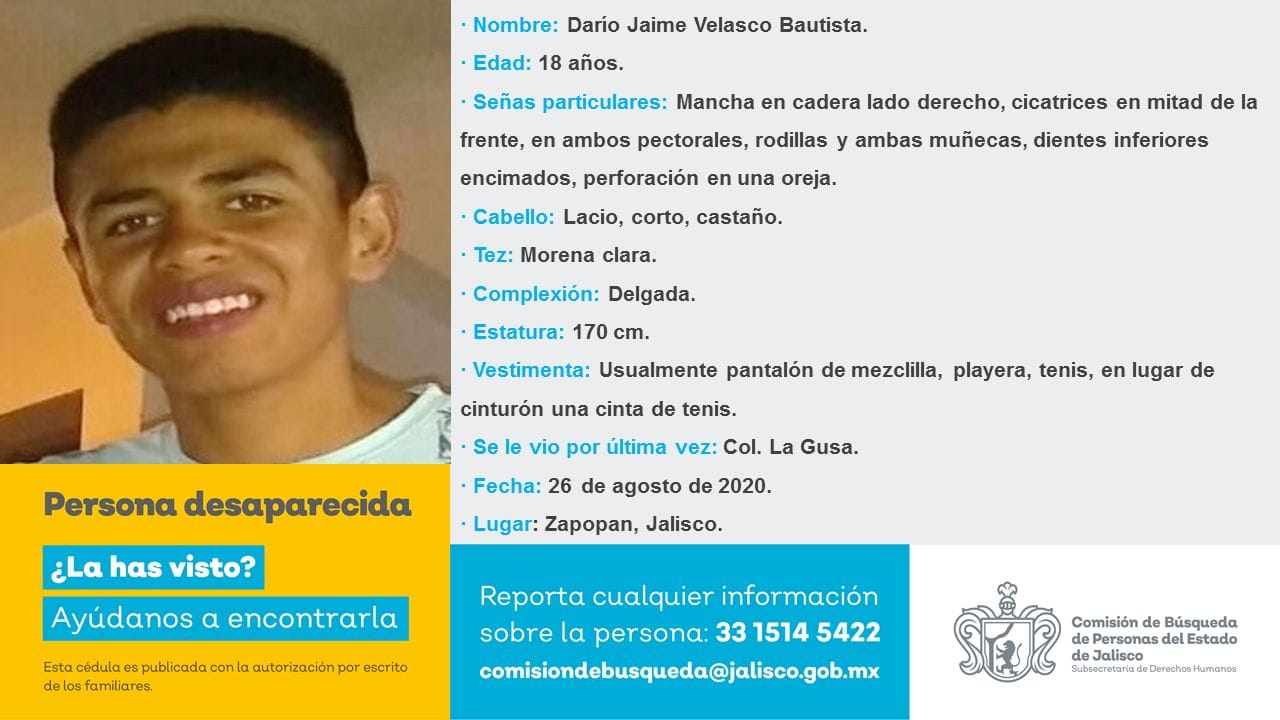 · Nombre: Darío Jaime Velasco Bautista.
· Edad: 18 años.
· Señas particulares: Mancha en cadera lado derecho, cicatrices en mitad de la
frente, en ambos pectorales, rodillas y ambas muñecas, dientes inferiores
encimados, perforación en una oreja.
· Cabello: Lacio, corto, castaño.
· Tez: Morena clara.
· Complexión: Delgada.
· Estatura: 170 cm.
· Vestimenta: Usualmente pantalón de mezclilla, playera, tenis, en lugar de
cinturón una cinta de tenis.
· Se le vio por última vez: Col. La Gusa.
· Fecha: 26 de agosto de 2020.
· Lugar: Zapopan, Jalisco.
Persona desaparecida
¿La has visto?
Ayúdanos a encontrarla
Esta cédula es publicada con la autorización por escrito
de los familiares.
Reporta cualquier información
sobre la persona: 33 1514 5422
comisiondebusqueda@jalisco.gob.mx
Comisión de Búsqueda
de Personas del Estado
de Jalisco
Subsecretaría de Derechos Humanos